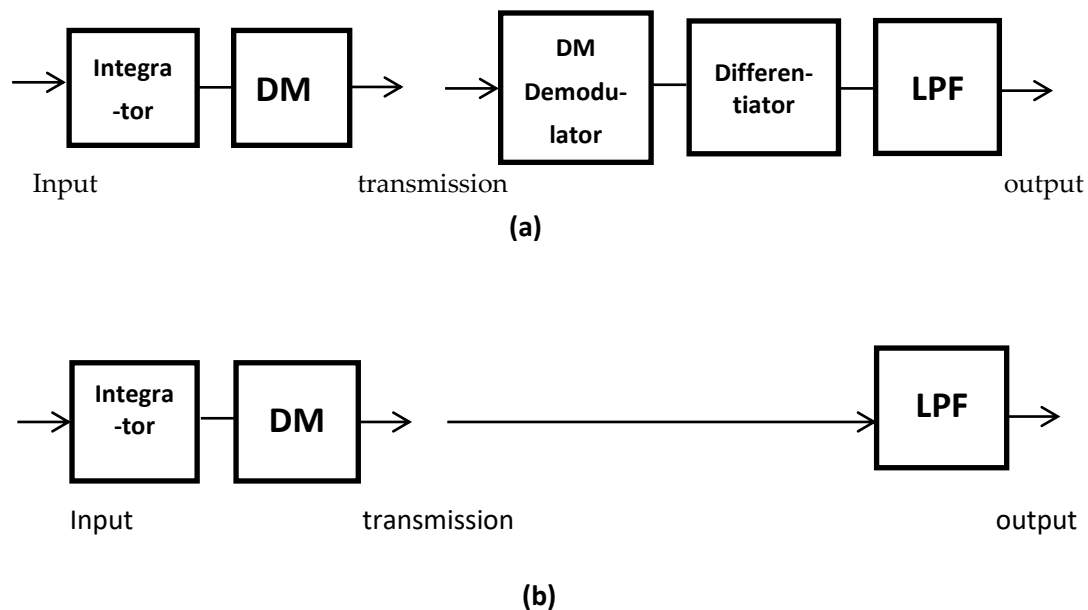 Integra
-tor
DM
DM
Demodu-
lator
Differen-
tiator
LPF
Input
transmission
output
(a)
Integra
-tor
DM
LPF
Input
transmission
output
(b)